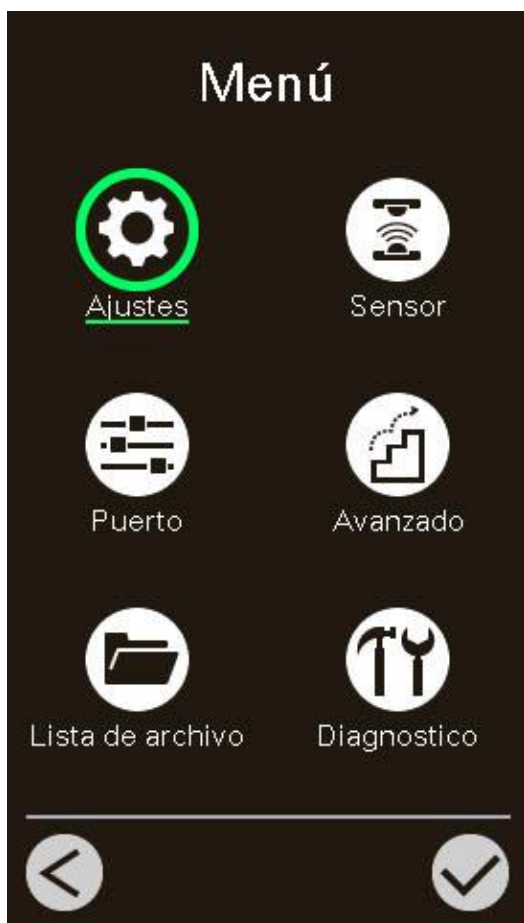 Menú
Ajustes
Sensor
Puerto
Avanzado
Lista de archivo
Diagnostico